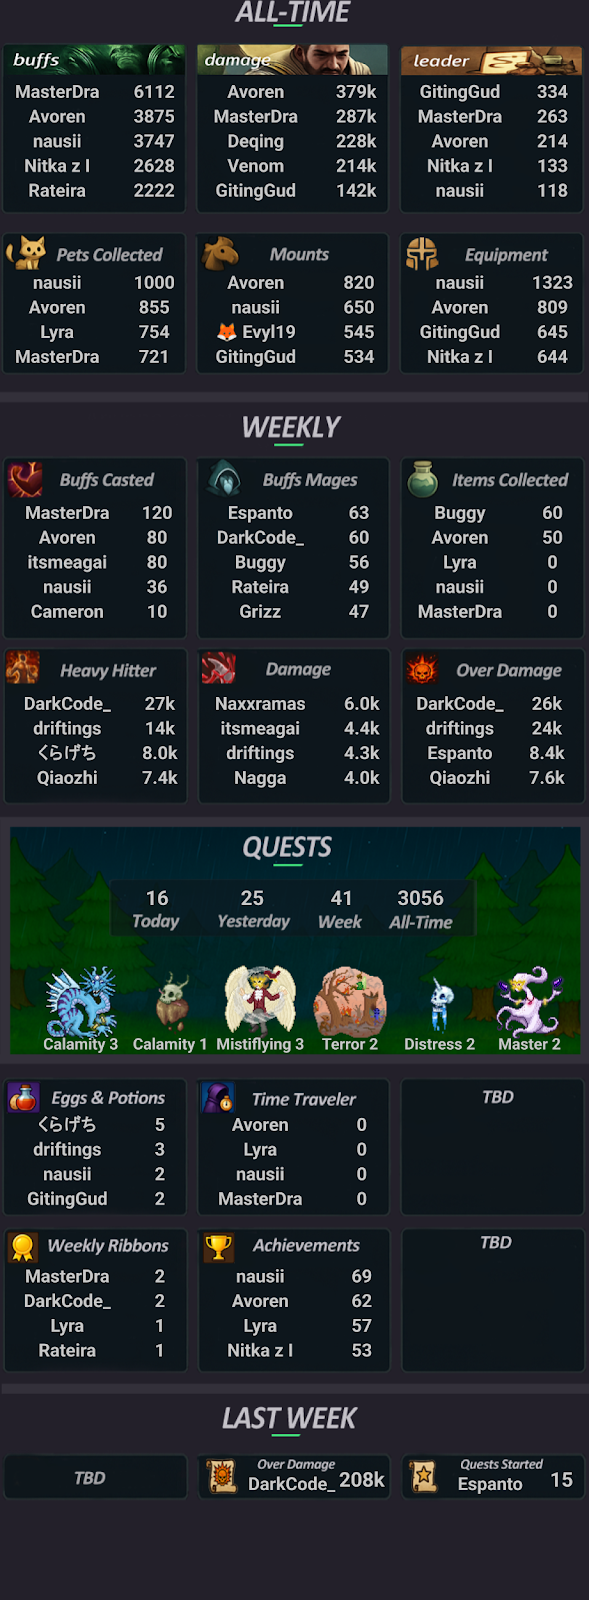 ALL-TIME
buffs
MasterDra 6112
Avoren 3875
nausii 3747
Nitka z l 2628
Rateira 2222
damage
Avoren 379k
MasterDra 287k
Deqing 228k
Venom 214k
GitingGud 142k
leader
GitingGud 334
MasterDra 263
Avoren 214
Nitka z l 133
nausii 118
Pets Collected
nausii 1000
Avoren 855
Lyra 754
MasterDra 721
Mounts
Avoren 820
nausii 650
🦊 Evyl19 545
GitingGud 534
Equipment
nausii 1323
Avoren 809
GitingGud 645
Nitka z l 644
WEEKLY
Buffs Casted
MasterDra 120
Avoren 80
itsmeagai 80
nausii 36
Cameron 10
Buffs Mages
Espanto 63
DarkCode_ 60
Buggy 56
Rateira 49
Grizz 47
Items Collected
Buggy 60
Avoren 50
Lyra 0
nausii 0
MasterDra 0
Heavy Hitter
DarkCode_ 27k
driftings 14k
くらげち 8.0k
Qiaozhi 7.4k
Damage
Naxxramas 6.0k
itsmeagai 4.4k
driftings 4.3k
Nagga 4.0k
Over Damage
DarkCode_ 26k
driftings 24k
Espanto 8.4k
Qiaozhi 7.6k
QUESTS
16 25 41 3056
Today Yesterday Week All-Time
Calamity 3 Calamity 1 Mistiflying 3 Terror 2 Distress 2 Master 2
Eggs & Potions
くらげち 5
driftings 3
nausii 2
GitingGud 2
Time Traveler
Avoren 0
Lyra 0
nausii 0
MasterDra 0
TBD
Weekly Ribbons
MasterDra 2
DarkCode_ 2
Lyra 1
Rateira 1
Achievements
nausii 69
Avoren 62
Lyra 57
Nitka z l 53
TBD
LAST WEEK
TBD
Over Damage
DarkCode_ 208k
Quests Started
Espanto 15